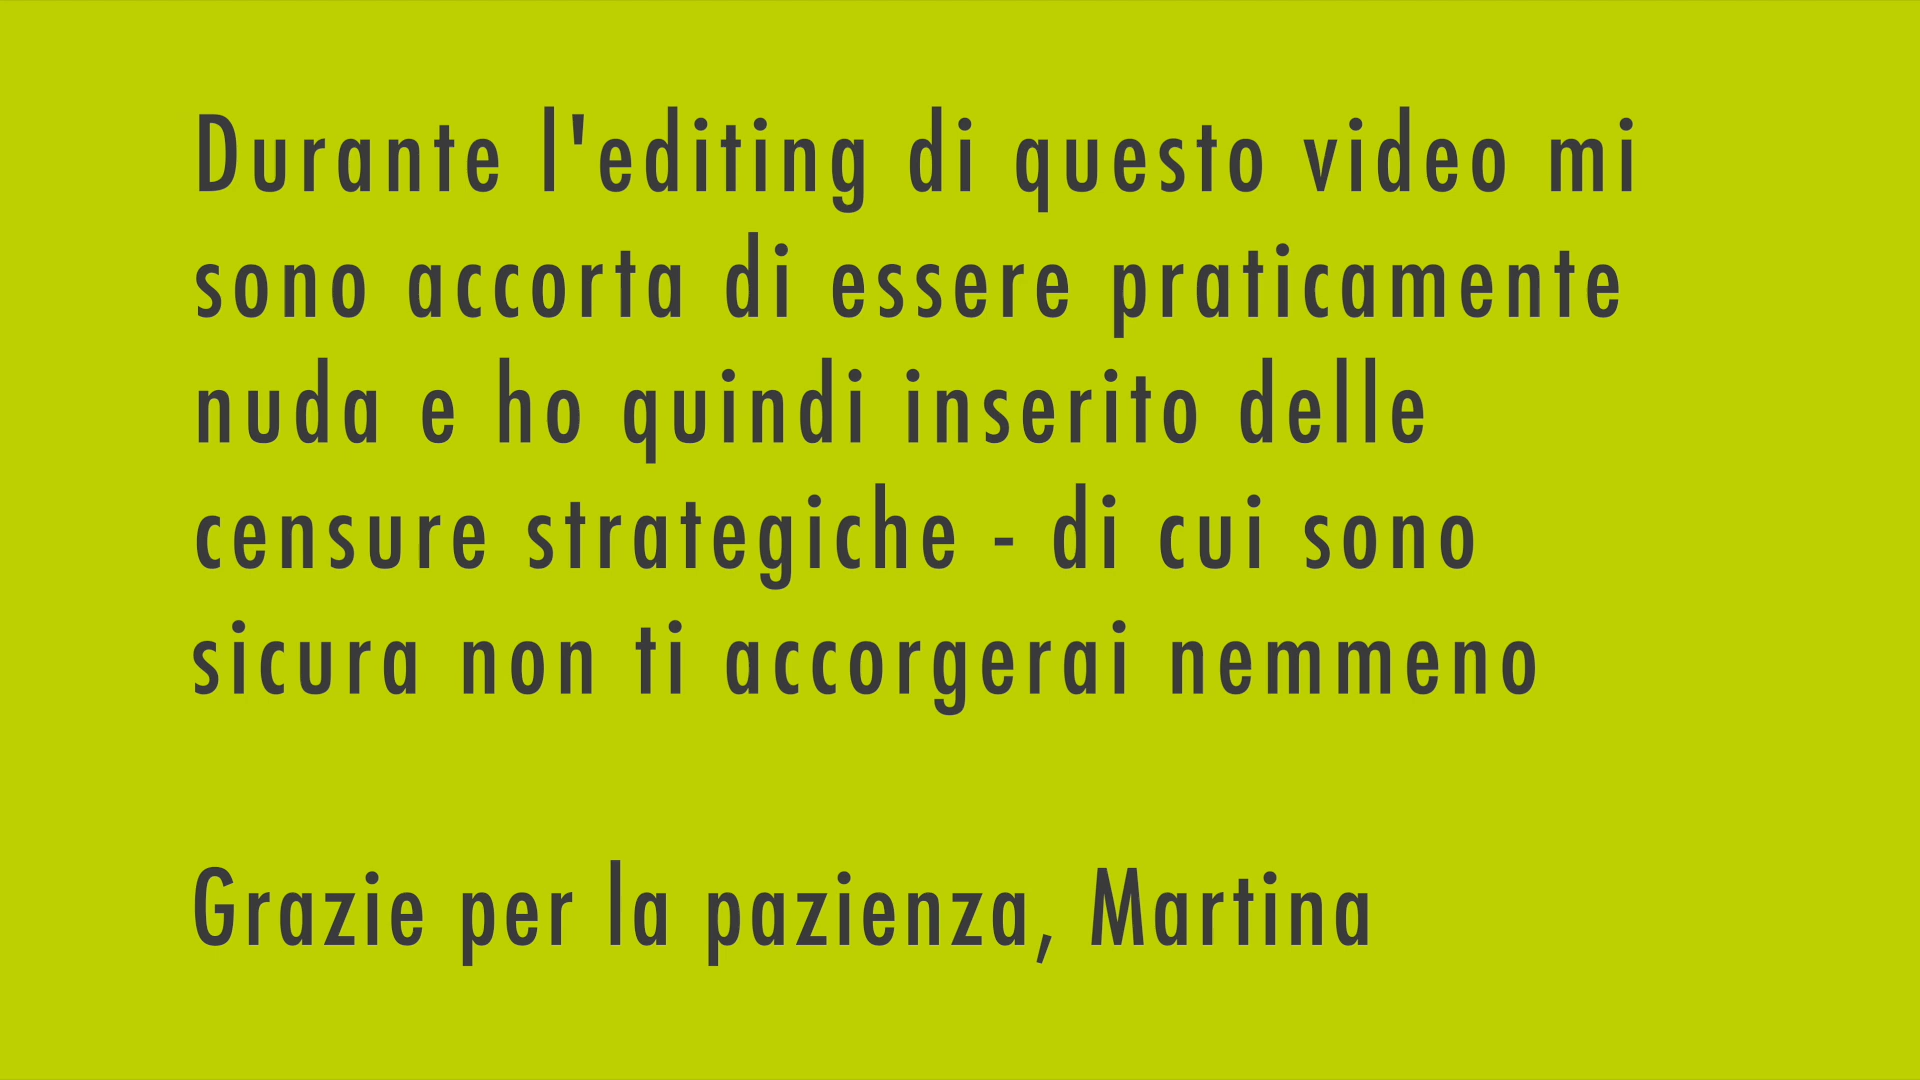 Durante l'editing di questo video mi
sono accorta di essere praticamente
nuda e ho quindi inserito delle
censure strategiche - di cui sono
sicura non ti accorgerai nemmeno
Grazie per la pazienza, Martina